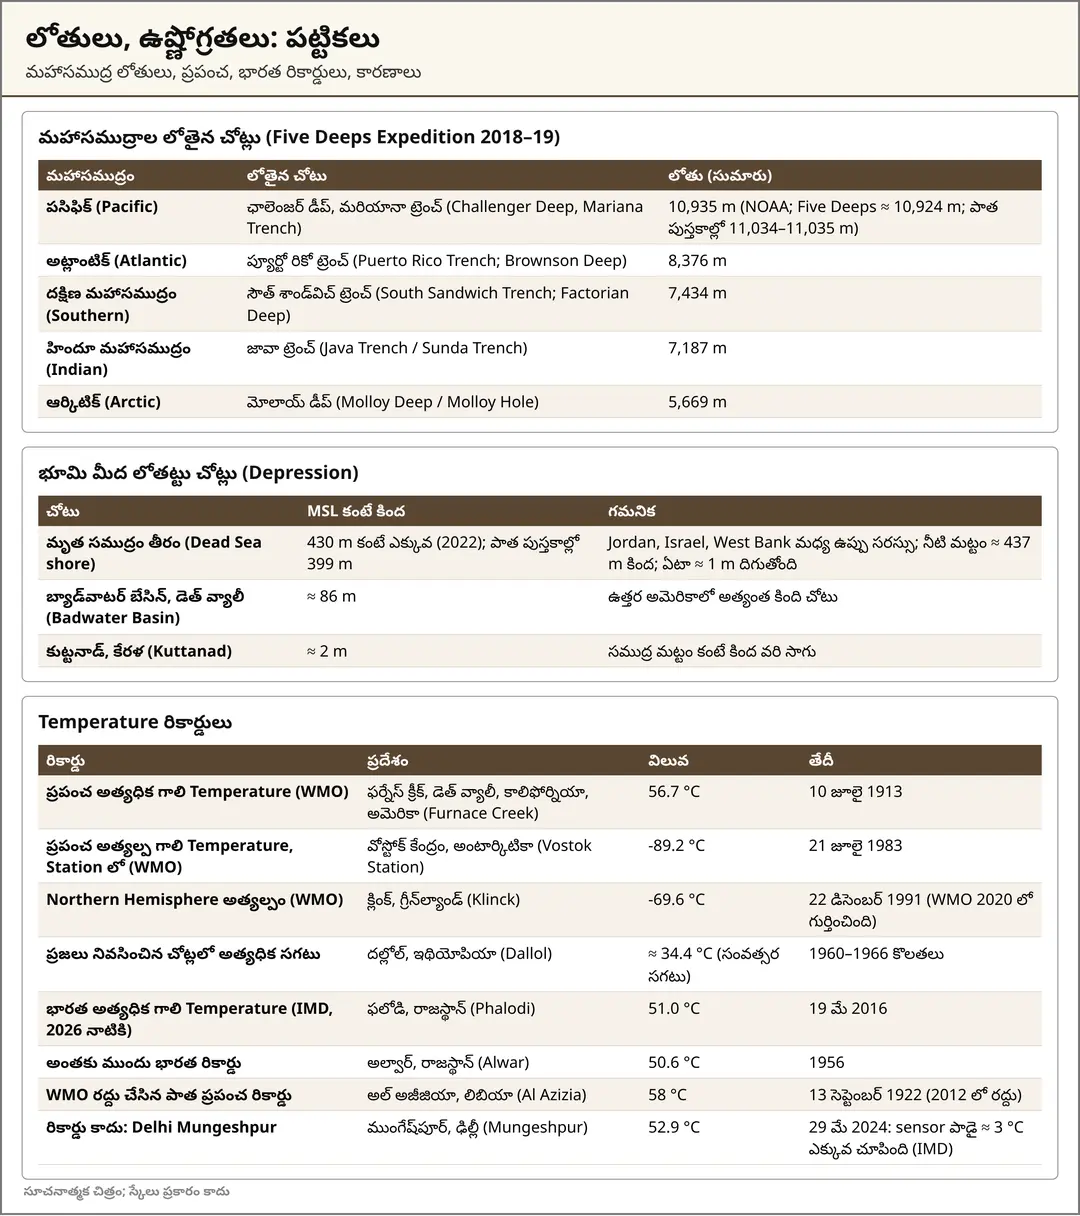 లోతులు, ఉష్ణోగ్రతలు: పట్టికలు
మహాసముద్ర లోతులు, ప్రపంచ, భారత రికార్డులు, కారణాలు
మహాసముద్రాల లోతైన చోట్లు (Five Deeps Expedition 2018–19)
మహాసముద్రం లోతైన చోటు లోతు (సుమారు)
పసిఫిక్ (Pacific) ఛాలెంజర్ డీప్, మరియానా ట్రెంచ్ (Challenger Deep, Mariana 10,935 m (NOAA; Five Deeps ≈ 10,924 m; పాత
Trench) పుస్తకాల్లో 11,034–11,035 m)
అట్లాంటిక్ (Atlantic) ప్యూర్టో రికో ట్రెంచ్ (Puerto Rico Trench; Brownson Deep) 8,376 m
దక్షిణ మహాసముద్రం సౌత్ శాండ్‌విచ్ ట్రెంచ్ (South Sandwich Trench; Factorian 7,434 m
(Southern) Deep)
హిందూ మహాసముద్రం జావా ట్రెంచ్ (Java Trench / Sunda Trench) 7,187 m
(Indian)
ఆర్కిటిక్ (Arctic) మోలాయ్ డీప్ (Molloy Deep / Molloy Hole) 5,669 m
భూమి మీద లోతట్టు చోట్లు (Depression)
చోటు MSL కంటే కింద గమనిక
మృత సముద్రం తీరం (Dead Sea 430 m కంటే ఎక్కువ (2022); పాత పుస్తకాల్లో Jordan, Israel, West Bank మధ్య ఉప్పు సరస్సు; నీటి మట్టం ≈ 437
shore) 399 m m కింద; ఏటా ≈ 1 m దిగుతోంది
బ్యాడ్‌వాటర్ బేసిన్, డెత్ వ్యాలీ ≈ 86 m ఉత్తర అమెరికాలో అత్యంత కింది చోటు
(Badwater Basin)
కుట్టనాడ్, కేరళ (Kuttanad) ≈ 2 m సముద్ర మట్టం కంటే కింద వరి సాగు
Temperature రికార్డులు
రికార్డు ప్రదేశం విలువ తేదీ
ప్రపంచ అత్యధిక గాలి Temperature (WMO) ఫర్నేస్ క్రీక్, డెత్ వ్యాలీ, కాలిఫోర్నియా, 56.7 °C 10 జూలై 1913
అమెరికా (Furnace Creek)
ప్రపంచ అత్యల్ప గాలి Temperature, వోస్టోక్ కేంద్రం, అంటార్కిటికా (Vostok -89.2 °C 21 జూలై 1983
Station లో (WMO) Station)
Northern Hemisphere అత్యల్పం (WMO) క్లింక్, గ్రీన్‌ల్యాండ్ (Klinck) -69.6 °C 22 డిసెంబర్ 1991 (WMO 2020 లో
గుర్తించింది)
ప్రజలు నివసించిన చోట్లలో అత్యధిక సగటు దల్లోల్, ఇథియోపియా (Dallol) ≈ 34.4 °C (సంవత్సర 1960–1966 కొలతలు
సగటు)
భారత అత్యధిక గాలి Temperature (IMD, ఫలోడి, రాజస్థాన్ (Phalodi) 51.0 °C 19 మే 2016
2026 నాటికి)
అంతకు ముందు భారత రికార్డు అల్వార్, రాజస్థాన్ (Alwar) 50.6 °C 1956
WMO రద్దు చేసిన పాత ప్రపంచ రికార్డు అల్ అజీజియా, లిబియా (Al Azizia) 58 °C 13 సెప్టెంబర్ 1922 (2012 లో రద్దు)
రికార్డు కాదు: Delhi Mungeshpur ముంగేష్‌పూర్, ఢిల్లీ (Mungeshpur) 52.9 °C 29 మే 2024: sensor పాడై ≈ 3 °C
ఎక్కువ చూపింది (IMD)
సూచనాత్మక చిత్రం; స్కేలు ప్రకారం కాదు